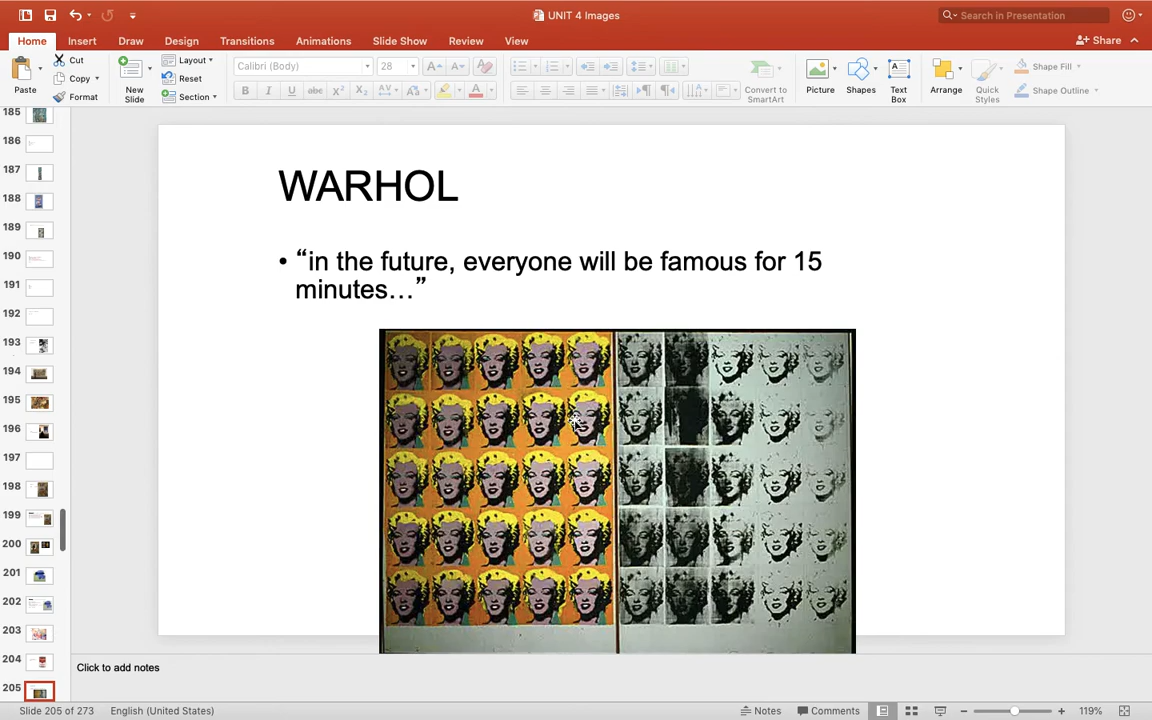 UNIT 4 Images
Search in Presentation
Home Insert Draw Design Transitions Animations Slide Show Review View
Share
Paste
Cut
Copy
Format
New
Slide
Layout
Reset
Section
Calibri (Body) 28
Convert to
SmartArt
Picture
Shapes
Text
Box
Arrange
Quick
Styles
Shape Fill
Shape Outline
185
186
187
188
189
190
191
192
193
194
195
196
197
198
199
200
201
202
203
204
205
WARHOL
• “in the future, everyone will be famous for 15
minutes…”
Click to add notes
Slide 205 of 273 English (United States) Notes Comments 119%